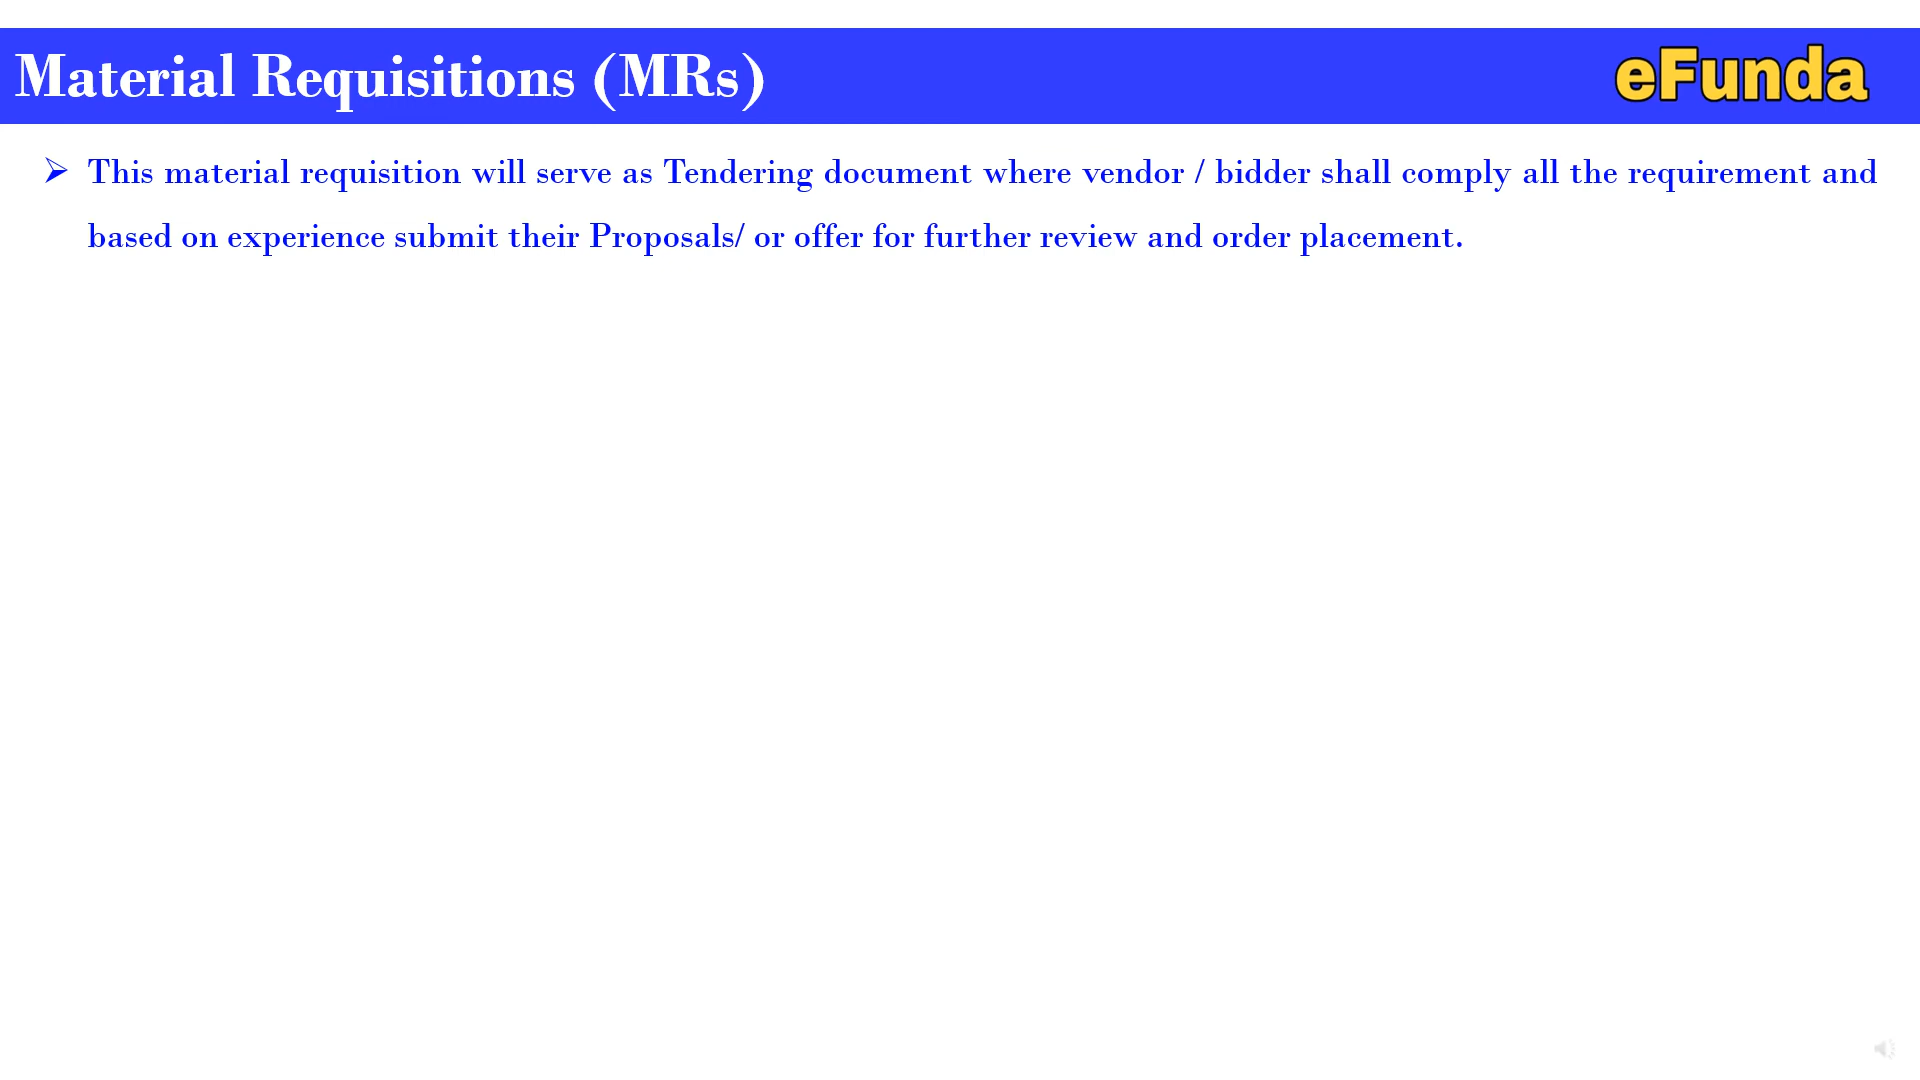 Material Requisitions (MRs)
eFunda
This material requisition will serve as Tendering document where vendor / bidder shall comply all the requirement and
based on experience submit their Proposals/ or offer for further review and order placement.